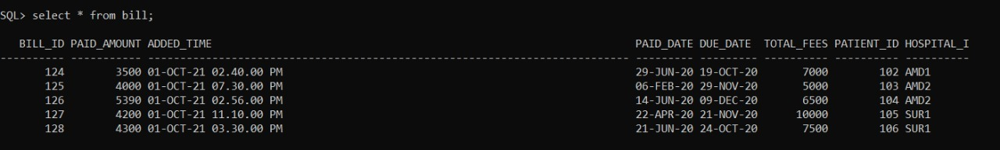 SQL> select * from bill;
BILL_ID PAID_AMOUNT ADDED_TIME PAID_DATE DUE_DATE TOTAL_FEES PATIENT_ID HOSPITAL_I
---------- ----------- --------------------------------------------------------------------------- --------- --------- ---------- ---------- ----------
124 3500 01-OCT-21 02.40.00 PM 29-JUN-20 19-OCT-20 7000 102 AMD1
125 4000 01-OCT-21 07.30.00 PM 06-FEB-20 29-NOV-20 5000 103 AMD2
126 5390 01-OCT-21 02.56.00 PM 14-JUN-20 09-DEC-20 6500 104 AMD2
127 4200 01-OCT-21 11.10.00 PM 22-APR-20 21-NOV-20 10000 105 SUR1
128 4300 01-OCT-21 03.30.00 PM 21-JUN-20 24-OCT-20 7500 106 SUR1